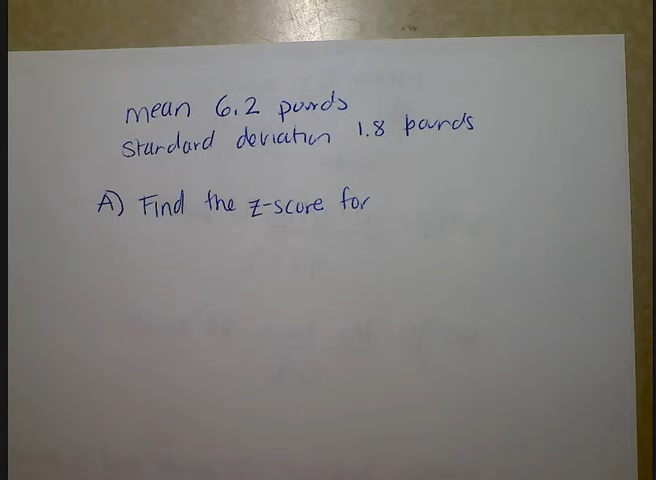 mean 6.2 pounds
standard deviation 1.8 pounds
A) Find the z-score for